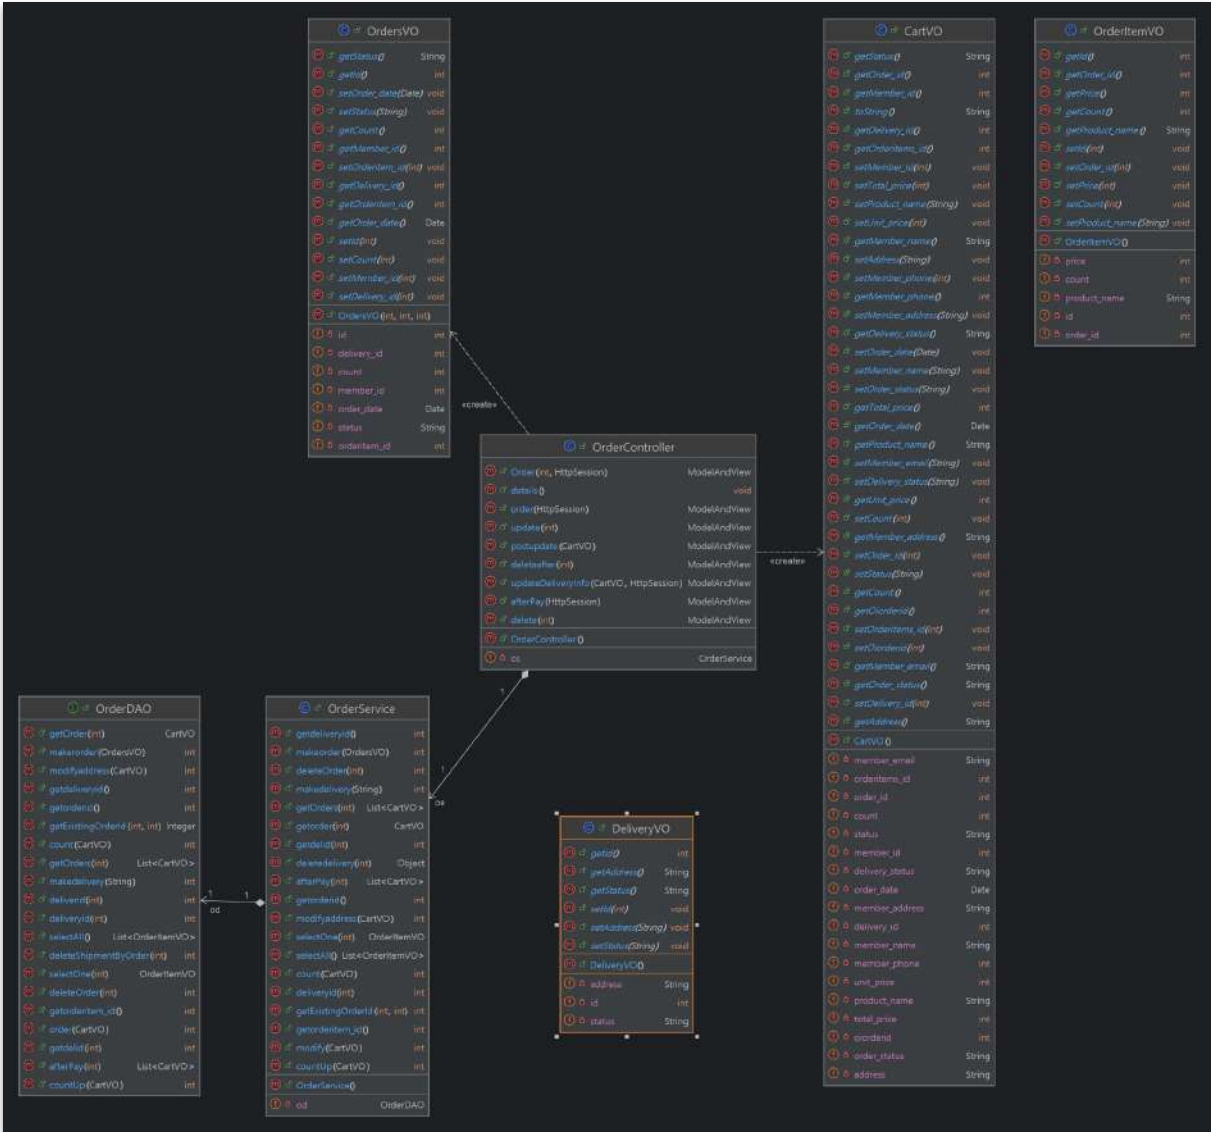 OrdersVO
getStatus() String
getId() int
setOrder_date(Date) void
setStatus(String) void
getCount() int
getMember_id() int
setOrderitem_id(int) void
getDelivery_id() int
getOrderitem_id() int
getOrder_date() Date
setId(int) void
setCount(int) void
setMember_id(int) void
setDelivery_id(int) void
OrdersVO(int, int, int)
id int
delivery_id int
count int
member_id int
order_date Date
status String
orderitem_id int
CartVO
getStatus() String
getOrder_id() int
getMember_id() int
toString() String
getDelivery_id() int
getOrderitems_id() int
setMember_id(int) void
setTotal_price(int) void
setProduct_name(String) void
setUnit_price(int) void
getMember_name() String
setAddress(String) void
setMember_phone(int) void
getMember_phone() int
setMember_address(String) void
getDelivery_status() String
setOrder_date(Date) void
setMember_name(String) void
setOrder_status(String) void
getTotal_price() int
getOrder_date() Date
getProduct_name() String
setMember_email(String) void
setDelivery_status(String) void
getUnit_price() int
setCount(int) void
getMember_address() String
setOrder_id(int) void
setStatus(String) void
getCount() int
getOiorderid() int
setOrderitems_id(int) void
setOiorderid(int) void
getMember_email() String
getOrder_status() String
setDelivery_id(int) void
getAddress() String
CartVO()
member_email String
orderitems_id int
order_id int
count int
status String
member_id int
delivery_status String
order_date Date
member_address String
delivery_id int
member_name String
member_phone int
unit_price int
product_name String
total_price int
oiorderid int
order_status String
address String
OrderItemVO
getId() int
getOrder_id() int
getPrice() int
getCount() int
getProduct_name() String
setId(int) void
setOrder_id(int) void
setPrice(int) void
setCount(int) void
setProduct_name(String) void
OrderItemVO()
price int
count int
product_name String
id int
order_id int
«create»
OrderController
Order(int, HttpSession) ModelAndView
details() void
order(HttpSession) ModelAndView
update(int) ModelAndView
postupdate(CartVO) ModelAndView
deleteafter(int) ModelAndView
updateDeliveryInfo(CartVO, HttpSession) ModelAndView
afterPay(HttpSession) ModelAndView
delete(int) ModelAndView
OrderController()
os OrderService
«create»
1
1
os
OrderDAO
getOrder(int) CartVO
makeorder(OrdersVO) int
modifyaddress(CartVO) int
getdeliveryid() int
getorderid() int
getExistingOrderId(int, int) Integer
count(CartVO) int
getOrders(int) List<CartVO>
makedelivery(String) int
deliverid(int) int
deliveryid(int) int
selectAll() List<OrderItemVO>
deleteShipmentByOrder(int) int
selectOne(int) OrderItemVO
deleteOrder(int) int
getorderitem_id() int
order(CartVO) int
getdelid(int) int
afterPay(int) List<CartVO>
countUp(CartVO) int
1
1
od
OrderService
getdeliveryid() int
makeorder(OrdersVO) int
deleteOrder(int) int
makedelivery(String) int
getOrders(int) List<CartVO>
getorder(int) CartVO
getdelid(int) int
deletedelivery(int) Object
afterPay(int) List<CartVO>
getorderid() int
modifyaddress(CartVO) int
selectOne(int) OrderItemVO
selectAll() List<OrderItemVO>
count(CartVO) int
deliveryid(int) int
getExistingOrderId(int, int) int
getorderitem_id() int
modify(CartVO) int
countUp(CartVO) int
OrderService()
od OrderDAO
DeliveryVO
getId() int
getAddress() String
getStatus() String
setId(int) void
setAddress(String) void
setStatus(String) void
DeliveryVO()
address String
id int
status String